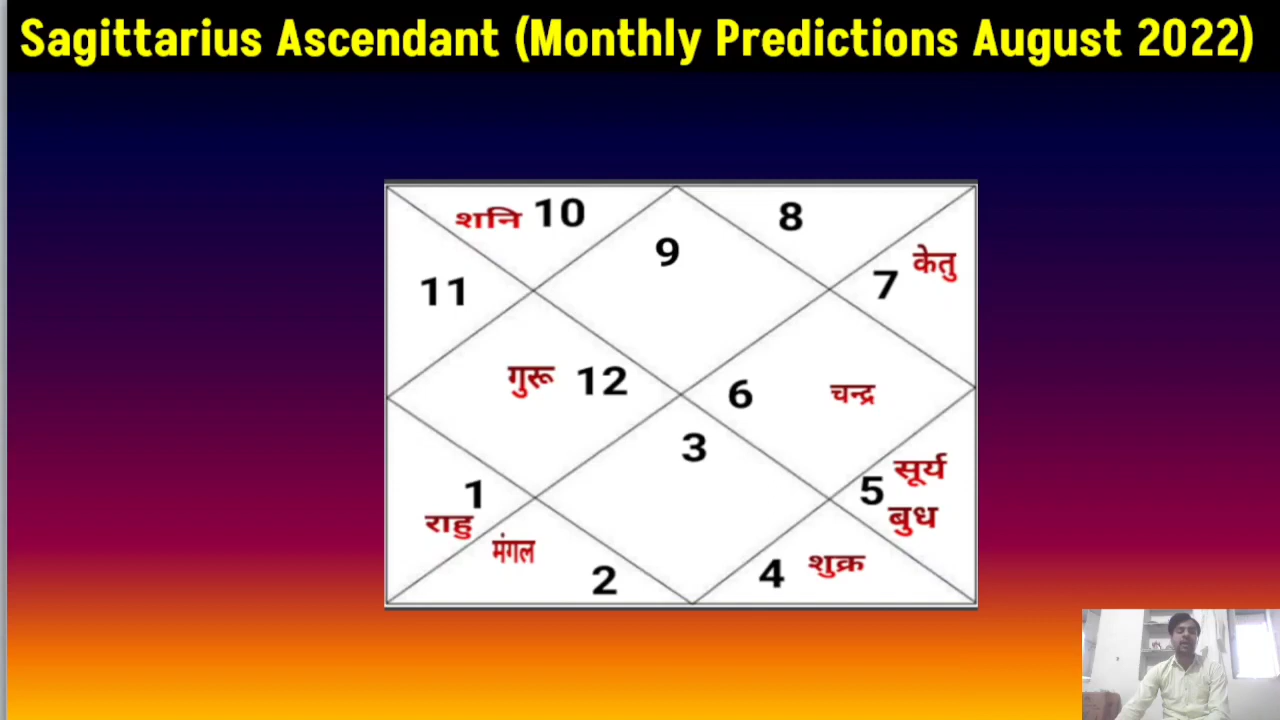 Sagittarius Ascendant (Monthly Predictions August 2022)
शनि 10
8
9
केतु
7
11
गुरू 12
6 चन्द्र
3
सूर्य
1
5
राहु
बुध
मंगल
2
4 शुक्र